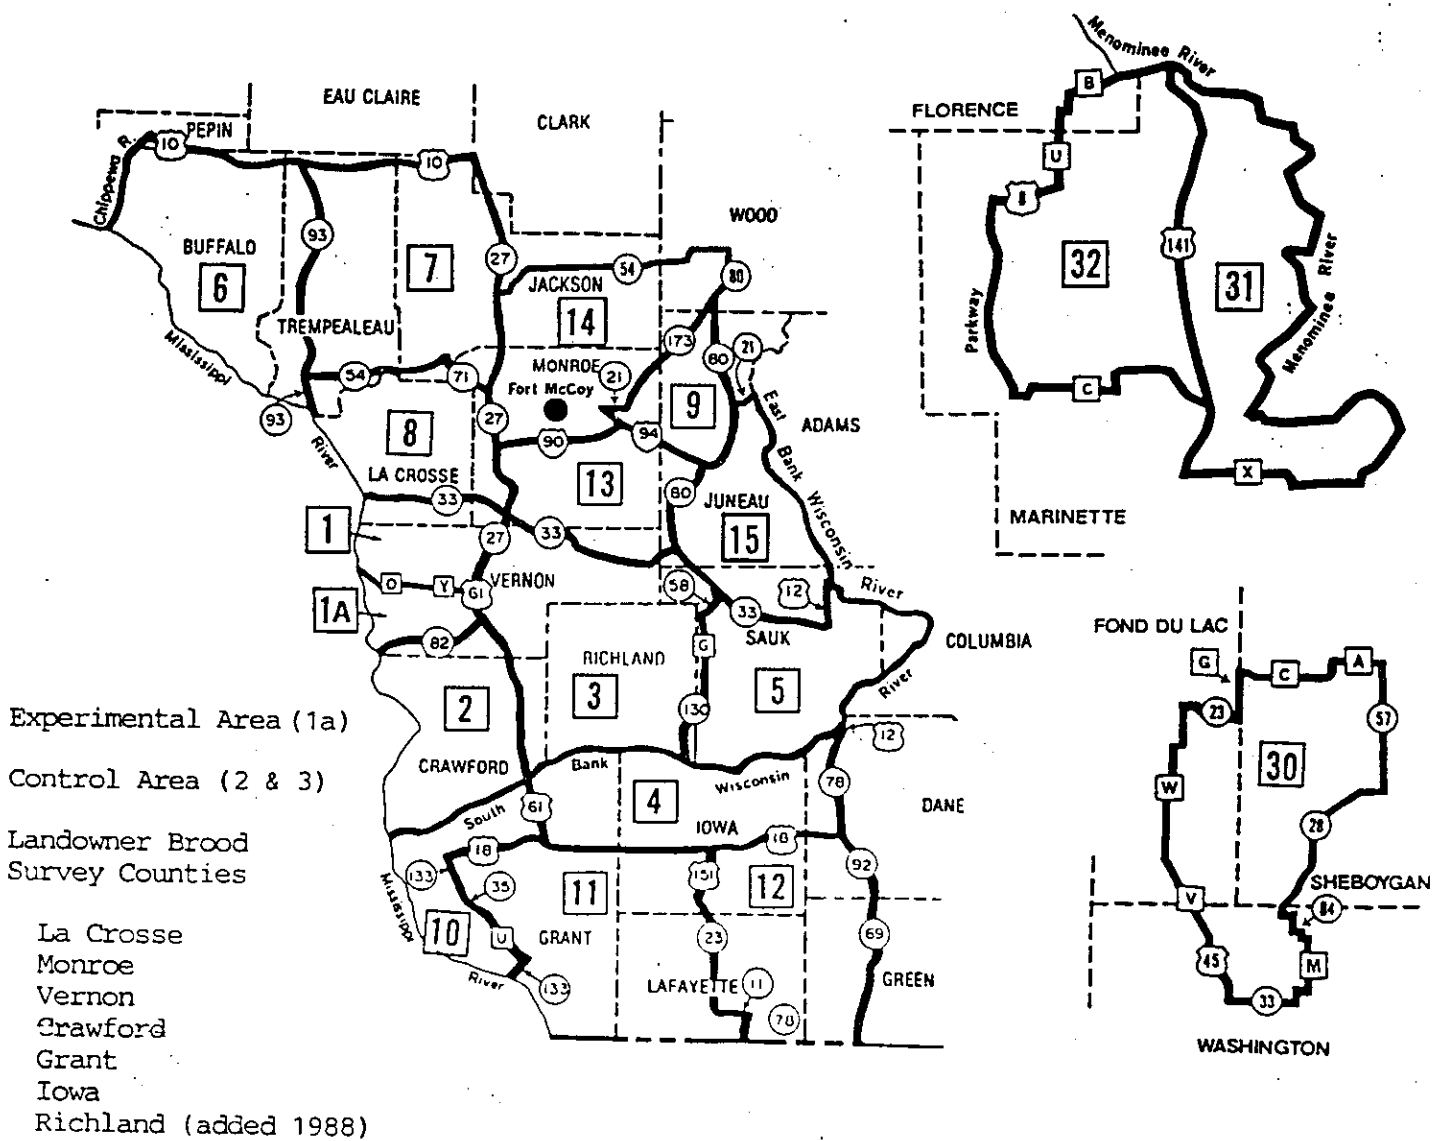 Menominee River
EAU CLAIRE
CLARK
PEPIN
10
10
Chippewa R.
B
FLORENCE
U
8
WOOD
BUFFALO
6
93
7
27
54
80
JACKSON
14
141
32
31
Menominee River
Parkway
TREMPEALEAU
Mississippi
MONROE
Fort McCoy
21
173
80
21
54
71
93
27
9
East Bank Wisconsin River
ADAMS
C
8
90
94
River
LA CROSSE
33
13
80
JUNEAU
15
X
MARINETTE
1
27
33
VERNON
O
Y
61
1A
82
58
33
12
SAUK
G
RICHLAND
COLUMBIA
FOND DU LAC
G
C
A
23
57
2
3
5
River
130
12
30
W
Experimental Area (1a)
Control Area (2 & 3)
CRAWFORD
Bank
Wisconsin
South
61
4
78
DANE
IOWA
18
18
28
Landowner Brood
Survey Counties
133
35
Mississippi
11
151
12
92
SHEBOYGAN
V
84
10
U
GRANT
23
69
45
M
River
133
LAFAYETTE
11
78
GREEN
33
WASHINGTON
La Crosse
Monroe
Vernon
Crawford
Grant
Iowa
Richland (added 1988)